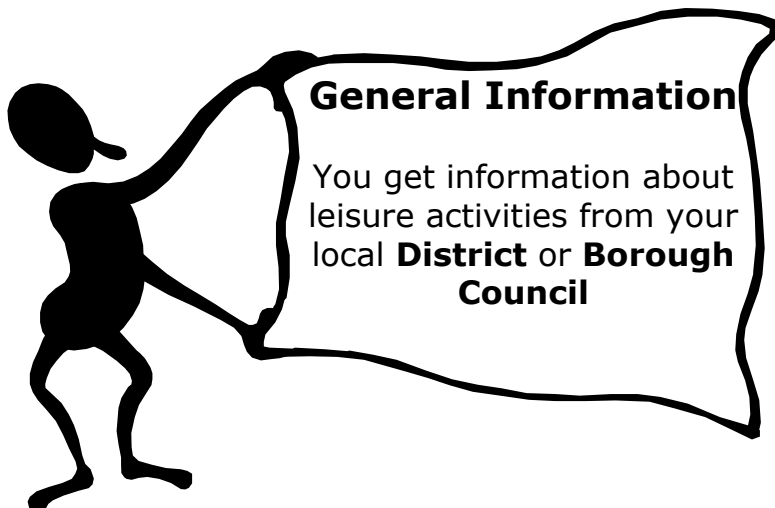 General Information
You get information about
leisure activities from your
local District or Borough
Council